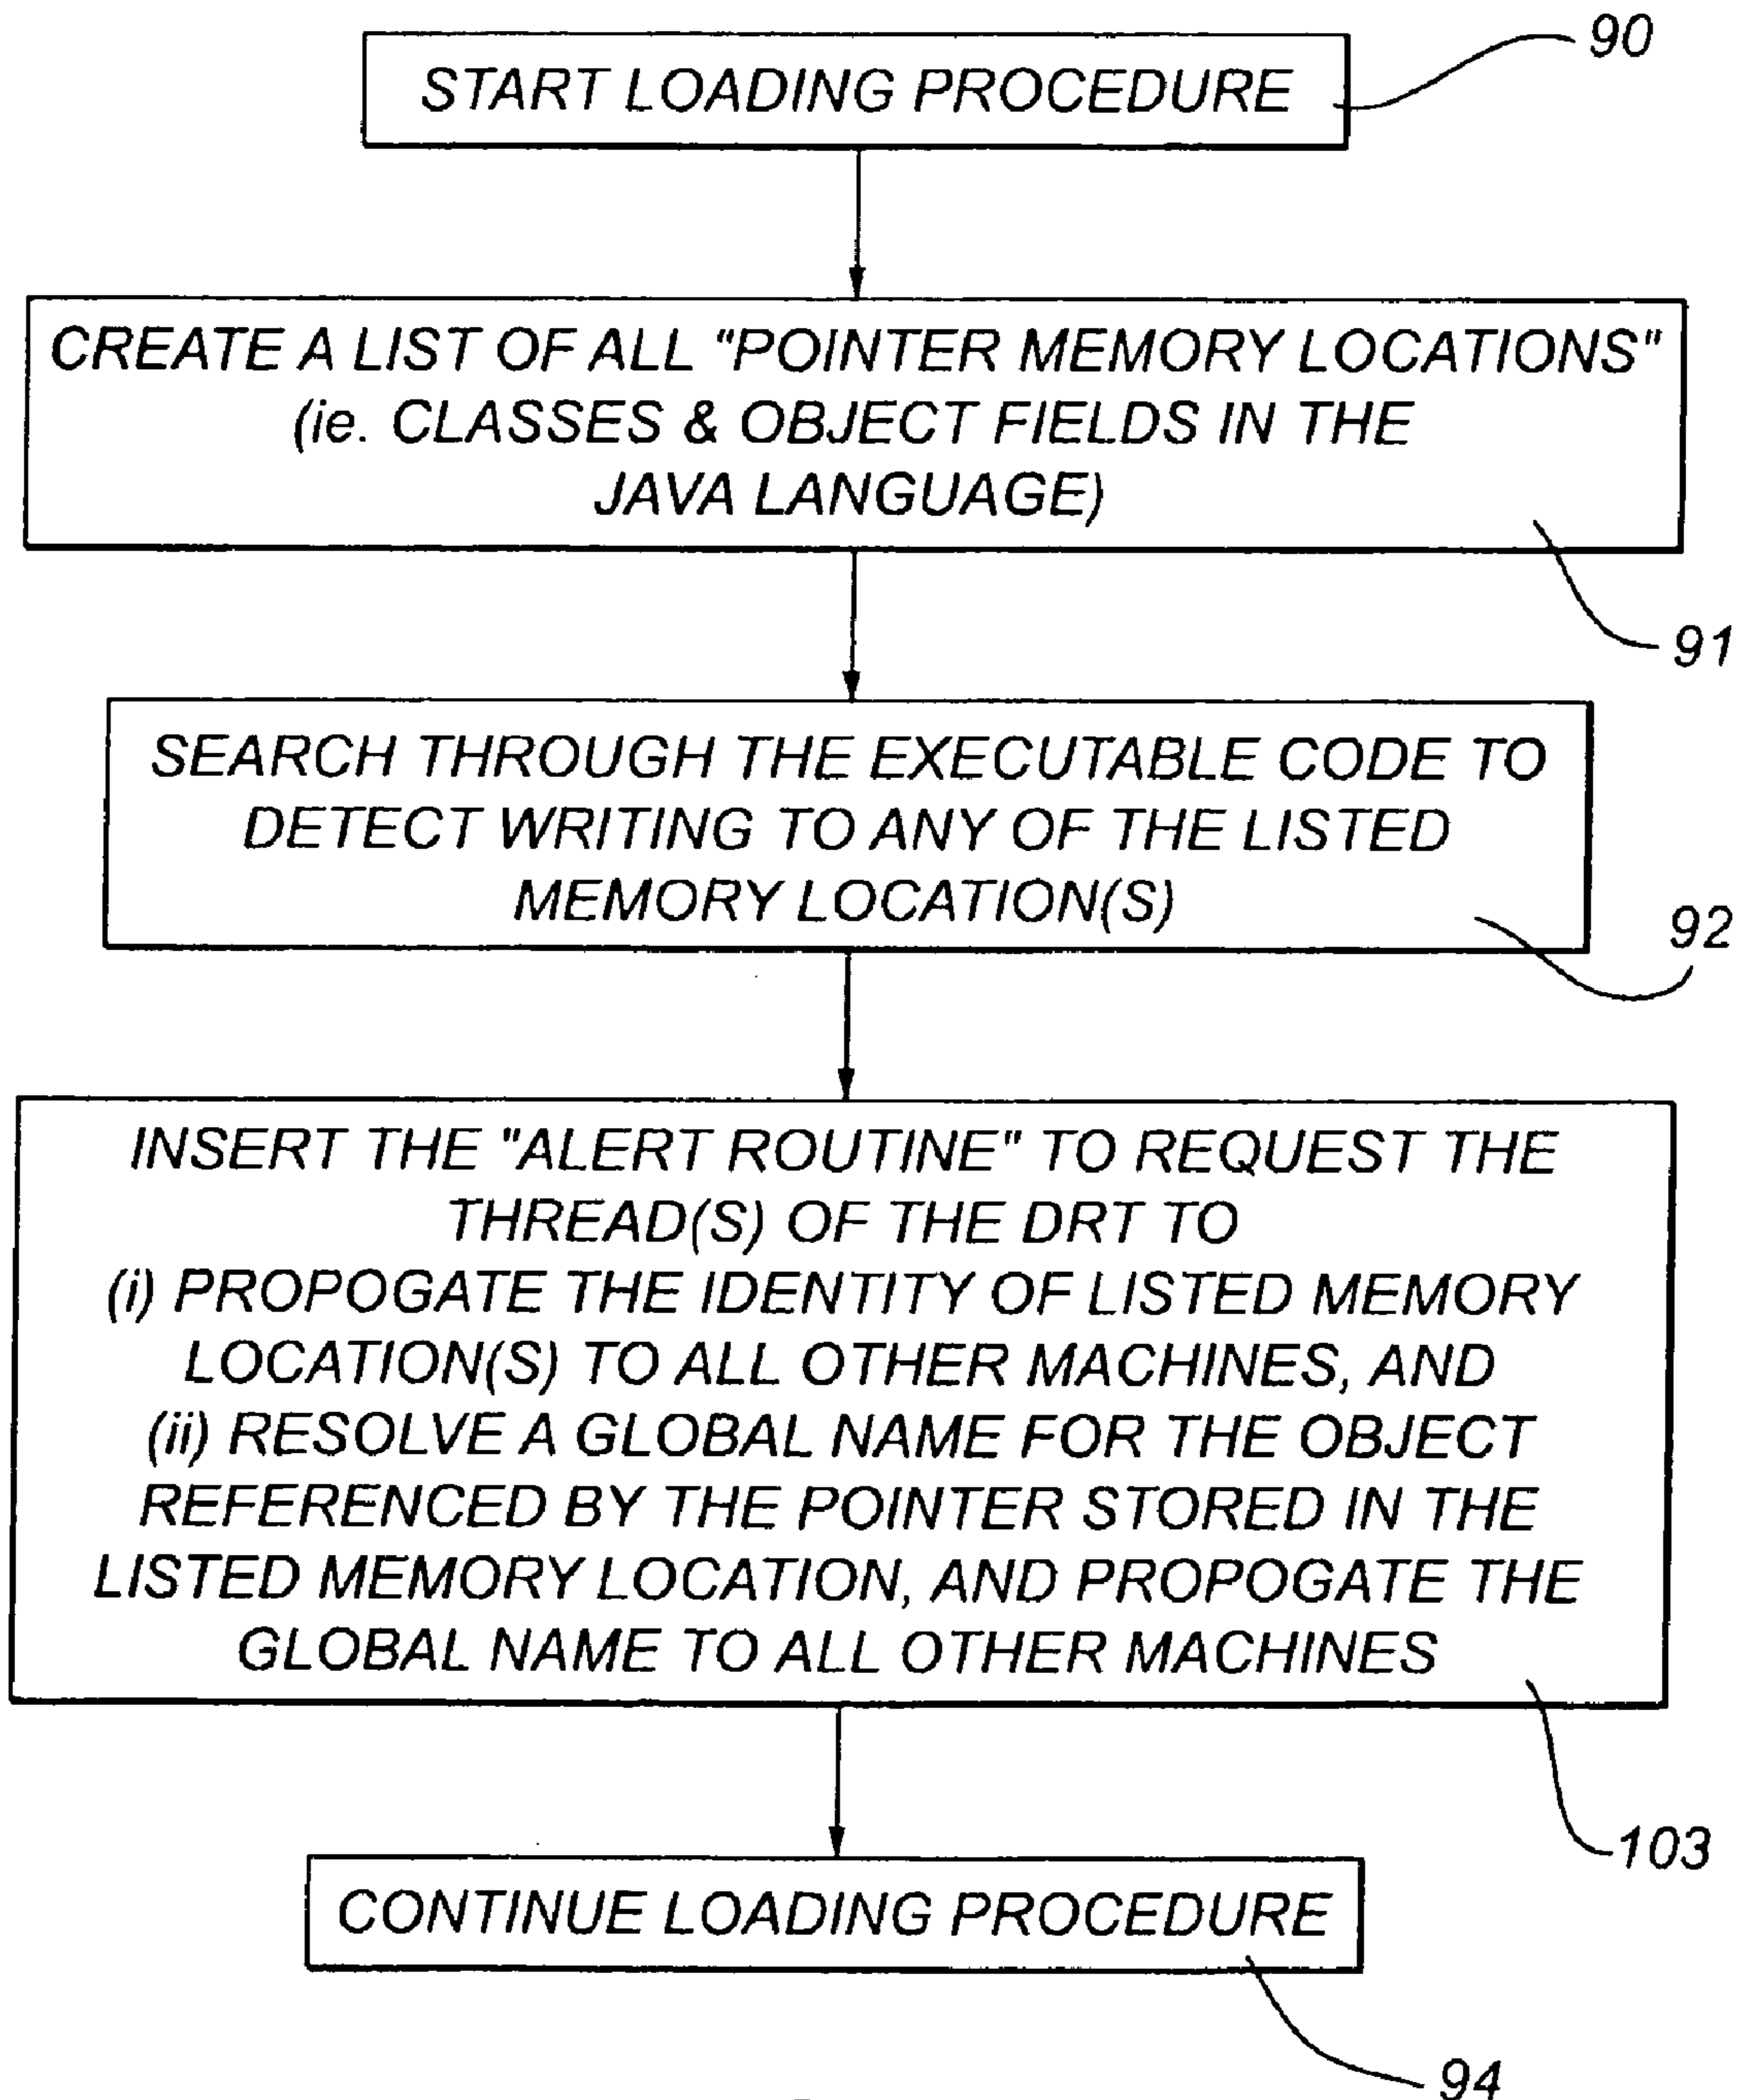 START LOADING PROCEDURE
90
CREATE A LIST OF ALL "POINTER MEMORY LOCATIONS"
(ie. CLASSES & OBJECT FIELDS IN THE
JAVA LANGUAGE)
91
SEARCH THROUGH THE EXECUTABLE CODE TO
DETECT WRITING TO ANY OF THE LISTED
MEMORY LOCATION(S)
92
INSERT THE "ALERT ROUTINE" TO REQUEST THE
THREAD(S) OF THE DRT TO
(i) PROPOGATE THE IDENTITY OF LISTED MEMORY
LOCATION(S) TO ALL OTHER MACHINES, AND
(ii) RESOLVE A GLOBAL NAME FOR THE OBJECT
REFERENCED BY THE POINTER STORED IN THE
LISTED MEMORY LOCATION, AND PROPOGATE THE
GLOBAL NAME TO ALL OTHER MACHINES
103
CONTINUE LOADING PROCEDURE
94